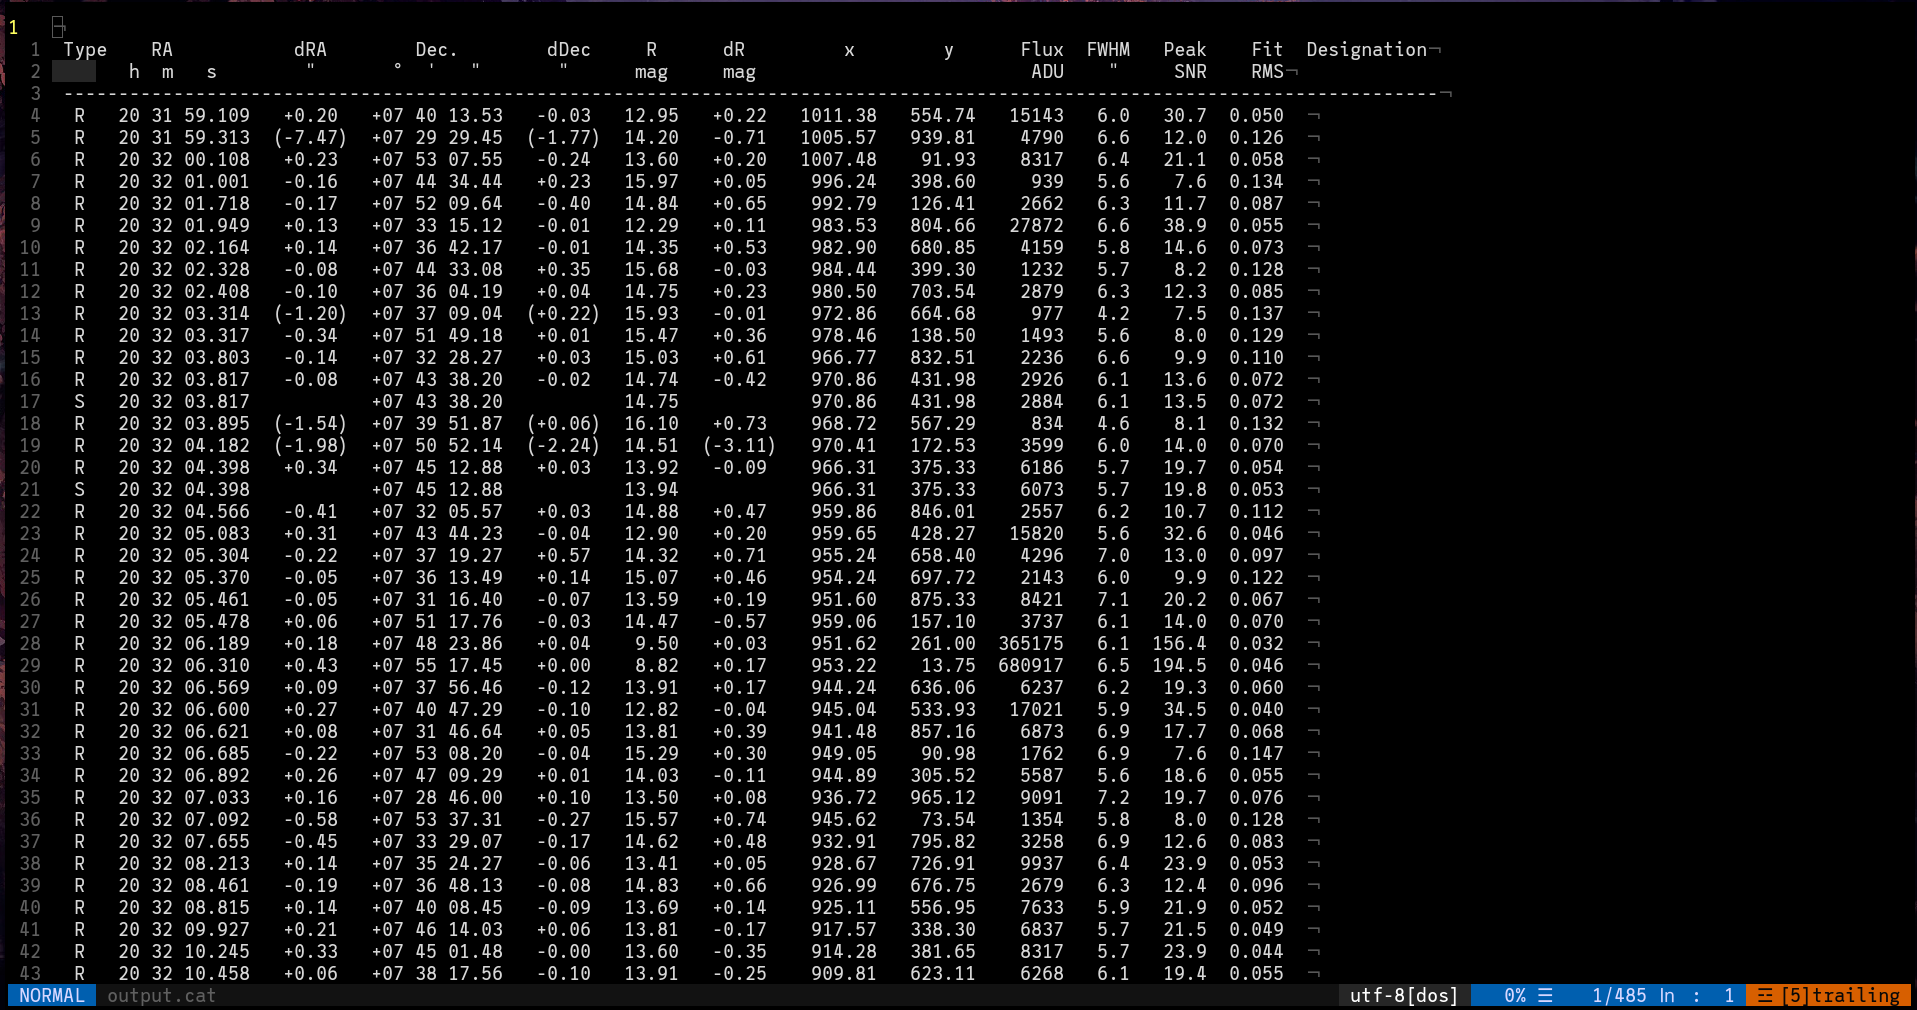 1
1 Type RA dRA Dec. dDec R dR x y Flux FWHM Peak Fit Designation¬
2 h m s " ° ' " " mag mag ADU " SNR RMS¬
3 -----------------------------------------------------------------------------------------------------------------------------¬
4 R 20 31 59.109 +0.20 +07 40 13.53 -0.03 12.95 +0.22 1011.38 554.74 15143 6.0 30.7 0.050 ¬
5 R 20 31 59.313 (-7.47) +07 29 29.45 (-1.77) 14.20 -0.71 1005.57 939.81 4790 6.6 12.0 0.126 ¬
6 R 20 32 00.108 +0.23 +07 53 07.55 -0.24 13.60 +0.20 1007.48 91.93 8317 6.4 21.1 0.058 ¬
7 R 20 32 01.001 -0.16 +07 44 34.44 +0.23 15.97 +0.05 996.24 398.60 939 5.6 7.6 0.134 ¬
8 R 20 32 01.718 -0.17 +07 52 09.64 -0.40 14.84 +0.65 992.79 126.41 2662 6.3 11.7 0.087 ¬
9 R 20 32 01.949 +0.13 +07 33 15.12 -0.01 12.29 +0.11 983.53 804.66 27872 6.6 38.9 0.055 ¬
10 R 20 32 02.164 +0.14 +07 36 42.17 -0.01 14.35 +0.53 982.90 680.85 4159 5.8 14.6 0.073 ¬
11 R 20 32 02.328 -0.08 +07 44 33.08 +0.35 15.68 -0.03 984.44 399.30 1232 5.7 8.2 0.128 ¬
12 R 20 32 02.408 -0.10 +07 36 04.19 +0.04 14.75 +0.23 980.50 703.54 2879 6.3 12.3 0.085 ¬
13 R 20 32 03.314 (-1.20) +07 37 09.04 (+0.22) 15.93 -0.01 972.86 664.68 977 4.2 7.5 0.137 ¬
14 R 20 32 03.317 -0.34 +07 51 49.18 +0.01 15.47 +0.36 978.46 138.50 1493 5.6 8.0 0.129 ¬
15 R 20 32 03.803 -0.14 +07 32 28.27 +0.03 15.03 +0.61 966.77 832.51 2236 6.6 9.9 0.110 ¬
16 R 20 32 03.817 -0.08 +07 43 38.20 -0.02 14.74 -0.42 970.86 431.98 2926 6.1 13.6 0.072 ¬
17 S 20 32 03.817 +07 43 38.20 14.75 970.86 431.98 2884 6.1 13.5 0.072 ¬
18 R 20 32 03.895 (-1.54) +07 39 51.87 (+0.06) 16.10 +0.73 968.72 567.29 834 4.6 8.1 0.132 ¬
19 R 20 32 04.182 (-1.98) +07 50 52.14 (-2.24) 14.51 (-3.11) 970.41 172.53 3599 6.0 14.0 0.070 ¬
20 R 20 32 04.398 +0.34 +07 45 12.88 +0.03 13.92 -0.09 966.31 375.33 6186 5.7 19.7 0.054 ¬
21 S 20 32 04.398 +07 45 12.88 13.94 966.31 375.33 6073 5.7 19.8 0.053 ¬
22 R 20 32 04.566 -0.41 +07 32 05.57 +0.03 14.88 +0.47 959.86 846.01 2557 6.2 10.7 0.112 ¬
23 R 20 32 05.083 +0.31 +07 43 44.23 -0.04 12.90 +0.20 959.65 428.27 15820 5.6 32.6 0.046 ¬
24 R 20 32 05.304 -0.22 +07 37 19.27 +0.57 14.32 +0.71 955.24 658.40 4296 7.0 13.0 0.097 ¬
25 R 20 32 05.370 -0.05 +07 36 13.49 +0.14 15.07 +0.46 954.24 697.72 2143 6.0 9.9 0.122 ¬
26 R 20 32 05.461 -0.05 +07 31 16.40 -0.07 13.59 +0.19 951.60 875.33 8421 7.1 20.2 0.067 ¬
27 R 20 32 05.478 +0.06 +07 51 17.76 -0.03 14.47 -0.57 959.06 157.10 3737 6.1 14.0 0.070 ¬
28 R 20 32 06.189 +0.18 +07 48 23.86 +0.04 9.50 +0.03 951.62 261.00 365175 6.1 156.4 0.032 ¬
29 R 20 32 06.310 +0.43 +07 55 17.45 +0.00 8.82 +0.17 953.22 13.75 680917 6.5 194.5 0.046 ¬
30 R 20 32 06.569 +0.09 +07 37 56.46 -0.12 13.91 +0.17 944.24 636.06 6237 6.2 19.3 0.060 ¬
31 R 20 32 06.600 +0.27 +07 40 47.29 -0.10 12.82 -0.04 945.04 533.93 17021 5.9 34.5 0.040 ¬
32 R 20 32 06.621 +0.08 +07 31 46.64 +0.05 13.81 +0.39 941.48 857.16 6873 6.9 17.7 0.068 ¬
33 R 20 32 06.685 -0.22 +07 53 08.20 -0.04 15.29 +0.30 949.05 90.98 1762 6.9 7.6 0.147 ¬
34 R 20 32 06.892 +0.26 +07 47 09.29 +0.01 14.03 -0.11 944.89 305.52 5587 5.6 18.6 0.055 ¬
35 R 20 32 07.033 +0.16 +07 28 46.00 +0.10 13.50 +0.08 936.72 965.12 9091 7.2 19.7 0.076 ¬
36 R 20 32 07.092 -0.58 +07 53 37.31 -0.27 15.57 +0.74 945.62 73.54 1354 5.8 8.0 0.128 ¬
37 R 20 32 07.655 -0.45 +07 33 29.07 -0.17 14.62 +0.48 932.91 795.82 3258 6.9 12.6 0.083 ¬
38 R 20 32 08.213 +0.14 +07 35 24.27 -0.06 13.41 +0.05 928.67 726.91 9937 6.4 23.9 0.053 ¬
39 R 20 32 08.461 -0.19 +07 36 48.13 -0.08 14.83 +0.66 926.99 676.75 2679 6.3 12.4 0.096 ¬
40 R 20 32 08.815 +0.14 +07 40 08.45 -0.09 13.69 +0.14 925.11 556.95 7633 5.9 21.9 0.052 ¬
41 R 20 32 09.927 +0.21 +07 46 14.03 +0.06 13.81 -0.17 917.57 338.30 6837 5.7 21.5 0.049 ¬
42 R 20 32 10.245 +0.33 +07 45 01.48 -0.00 13.60 -0.35 914.28 381.65 8317 5.7 23.9 0.044 ¬
43 R 20 32 10.458 +0.06 +07 38 17.56 -0.10 13.91 -0.25 909.81 623.11 6268 6.1 19.4 0.055 ¬
NORMAL output.cat utf-8[dos] 0% ☰ 1/485 ln : 1 ☲ [5]trailing